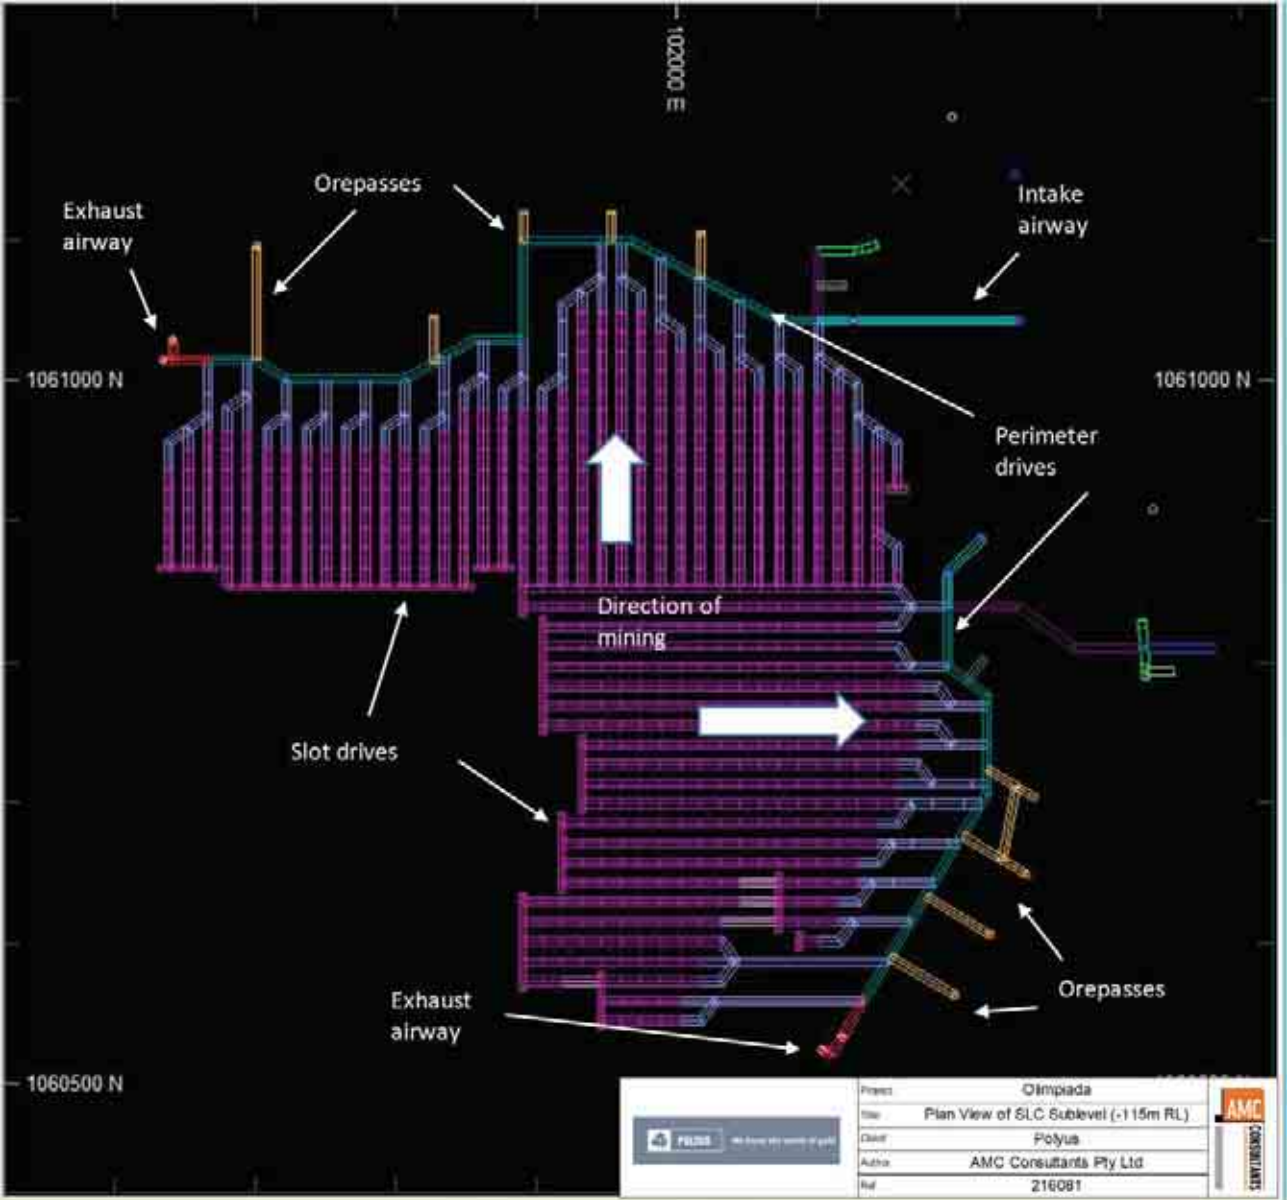 102000 E
Orepasses
Exhaust
airway
Intake
airway
1061000 N
1061000 N
Perimeter
drives
Direction of
mining
Slot drives
Exhaust
airway
Orepasses
1060500 N
POLYUS
Project
Olimpiada
Title
Plan View of SLC Sublevel (-115m RL)
Client
Polyus
Author
AMC Consultants Pty Ltd
Ref
216081
AMC
CONSULTANTS